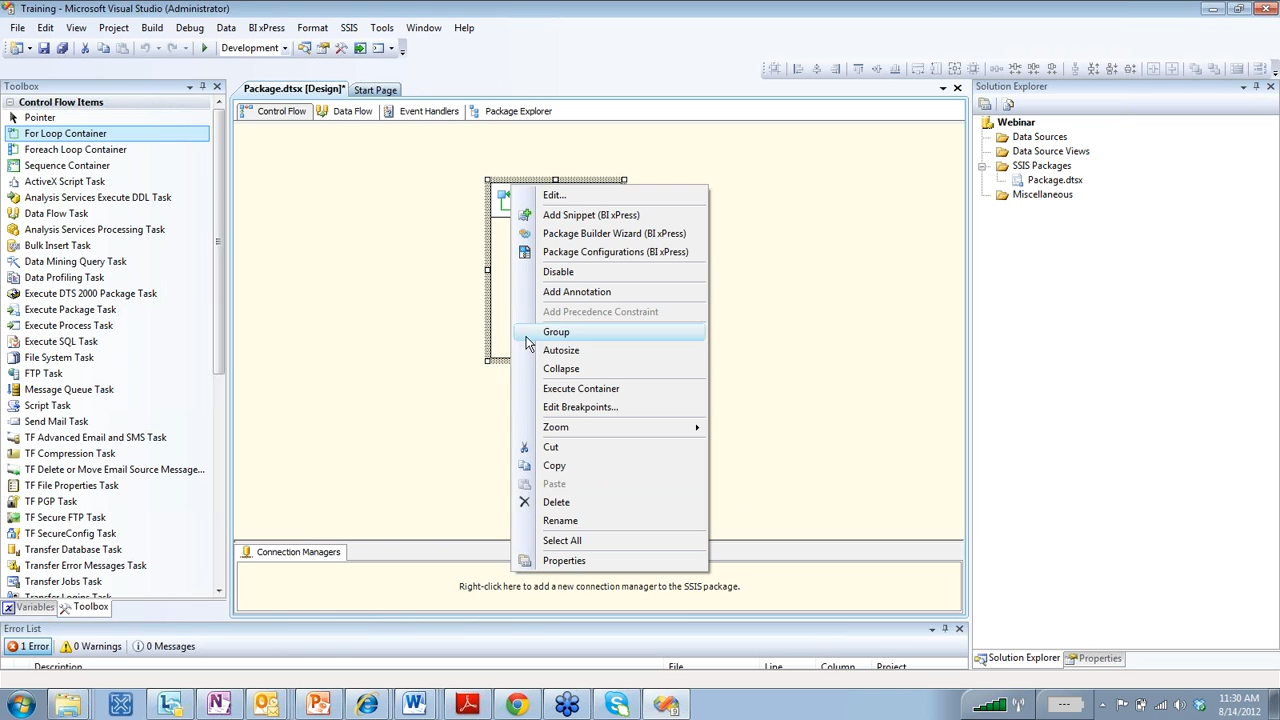 Training - Microsoft Visual Studio (Administrator)
File Edit View Project Build Debug Data BI xPress Format SSIS Tools Window Help
Development
Toolbox
Control Flow Items
Pointer
For Loop Container
Foreach Loop Container
Sequence Container
ActiveX Script Task
Analysis Services Execute DDL Task
Data Flow Task
Analysis Services Processing Task
Bulk Insert Task
Data Mining Query Task
Data Profiling Task
Execute DTS 2000 Package Task
Execute Package Task
Execute Process Task
Execute SQL Task
File System Task
FTP Task
Message Queue Task
Script Task
Send Mail Task
TF Advanced Email and SMS Task
TF Compression Task
TF Delete or Move Email Source Message...
TF File Properties Task
TF PGP Task
TF Secure FTP Task
TF SecureConfig Task
Transfer Database Task
Transfer Error Messages Task
Transfer Jobs Task
Transfer Logins Task
Variables Toolbox
Package.dtsx [Design]* Start Page
Control Flow Data Flow Event Handlers Package Explorer
Edit...
Add Snippet (BI xPress)
Package Builder Wizard (BI xPress)
Package Configurations (BI xPress)
Disable
Add Annotation
Add Precedence Constraint
Group
Autosize
Collapse
Execute Container
Edit Breakpoints...
Zoom
Cut
Copy
Paste
Delete
Rename
Select All
Properties
Connection Managers
Right-click here to add a new connection manager to the SSIS package.
Solution Explorer
Webinar
Data Sources
Data Source Views
SSIS Packages
Package.dtsx
Miscellaneous
Solution Explorer Properties
Error List
1 Error 0 Warnings 0 Messages
Description File Line Column Project
11:30 AM
8/14/2012